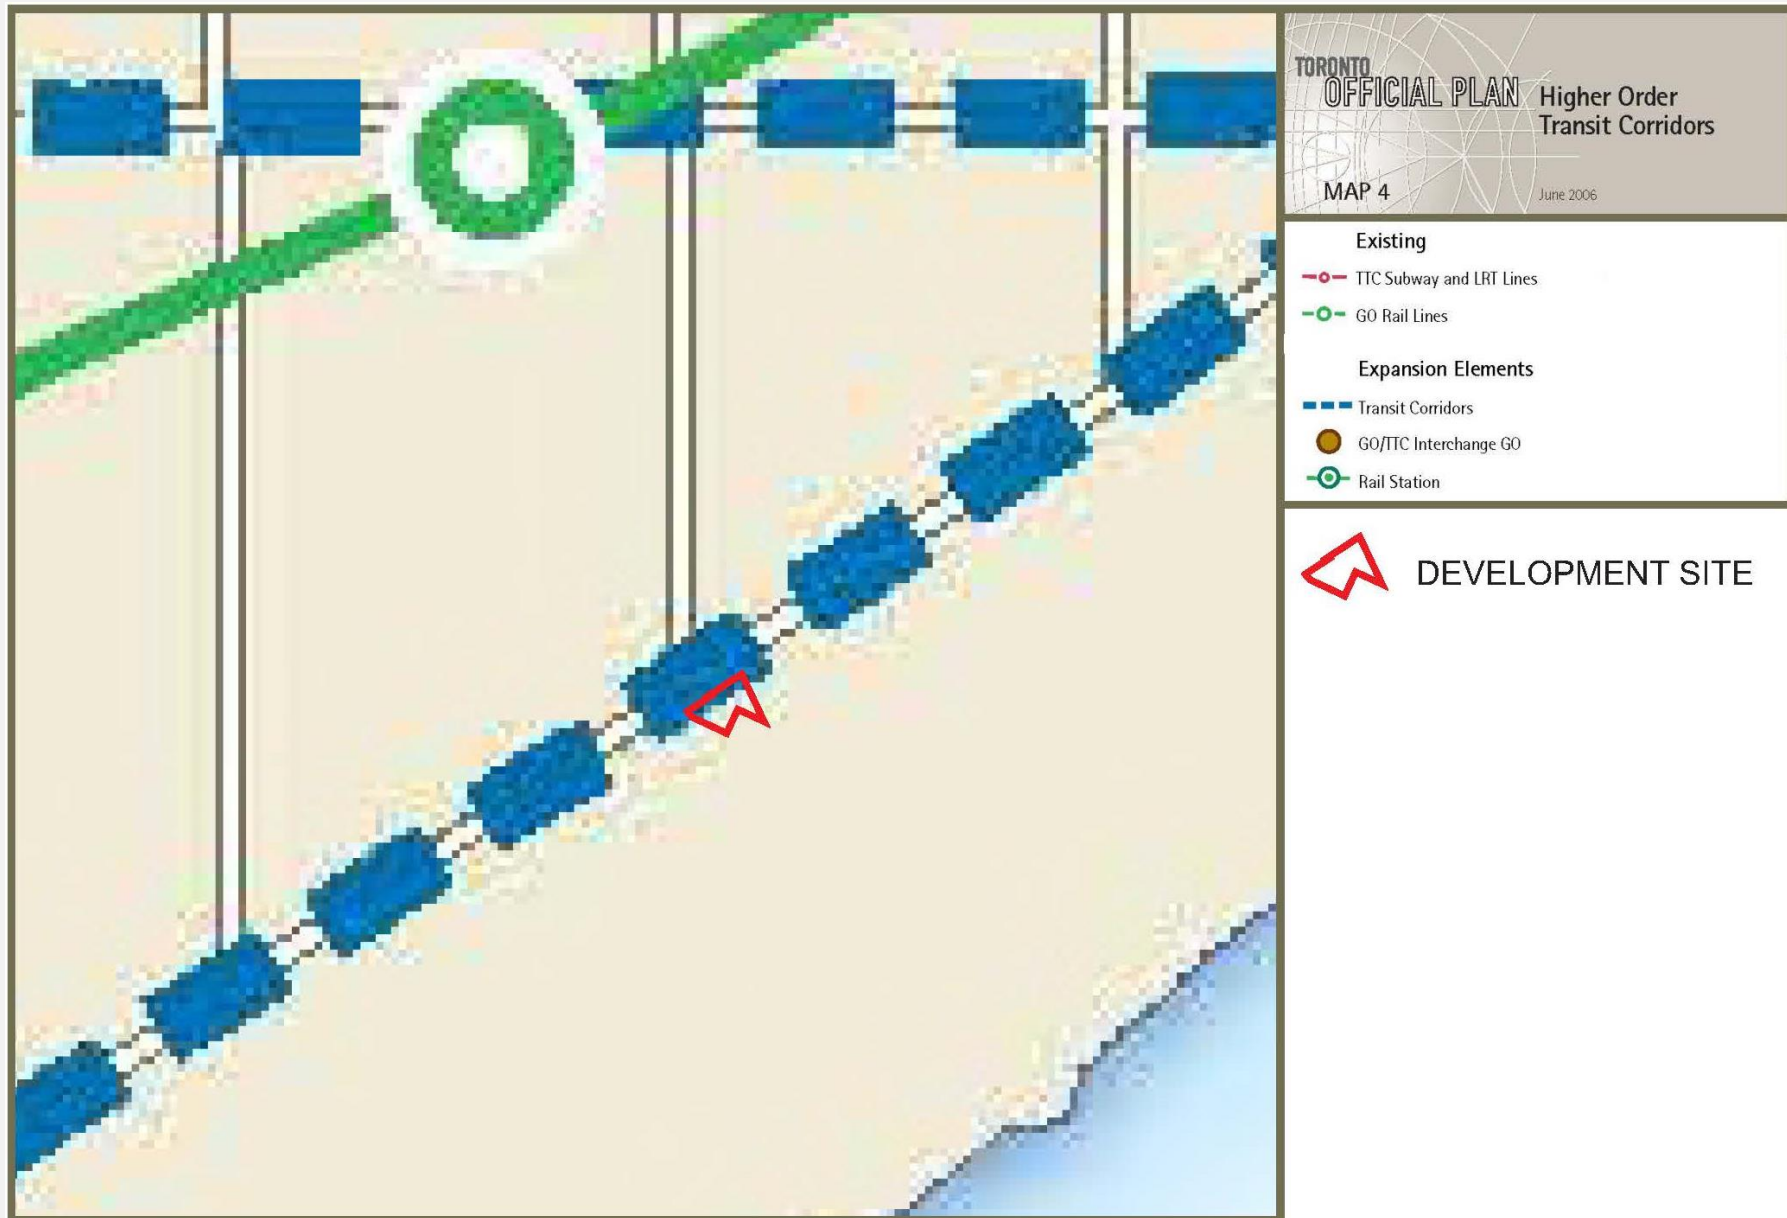 TORONTO
OFFICIAL PLAN
Higher Order
Transit Corridors
MAP 4
June 2006
Existing
TTC Subway and LRT Lines
GO Rail Lines
Expansion Elements
Transit Corridors
GO/TTC Interchange GO
Rail Station
DEVELOPMENT SITE